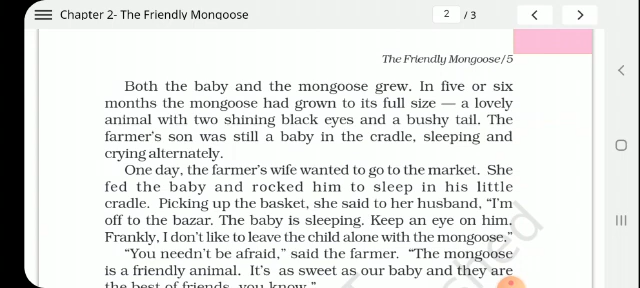 Chapter 2- The Friendly Mongoose
2 / 3
The Friendly Mongoose/5
Both the baby and the mongoose grew. In five or six
months the mongoose had grown to its full size — a lovely
animal with two shining black eyes and a bushy tail. The
farmer's son was still a baby in the cradle, sleeping and
crying alternately.
One day, the farmer's wife wanted to go to the market. She
fed the baby and rocked him to sleep in his little
cradle. Picking up the basket, she said to her husband, "I'm
off to the bazar. The baby is sleeping. Keep an eye on him.
Frankly, I don't like to leave the child alone with the mongoose."
"You needn't be afraid," said the farmer. "The mongoose
is a friendly animal. It's as sweet as our baby and they are
the best of friends, you know."